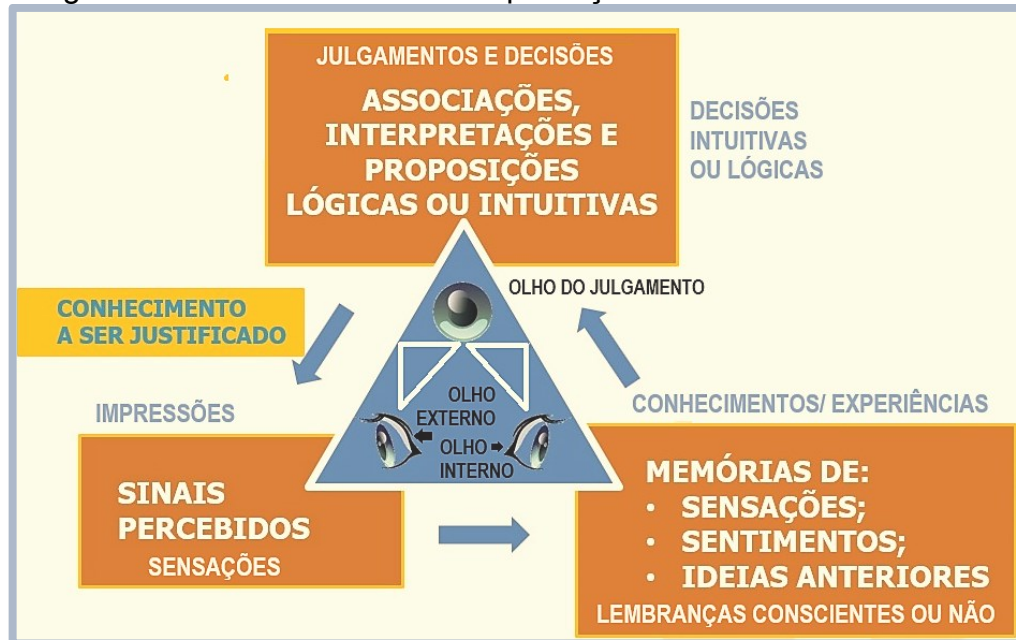 JULGAMENTOS E DECISÕES
ASSOCIAÇÕES,
INTERPRETAÇÕES E
PROPOSIÇÕES
LÓGICAS OU INTUITIVAS
DECISÕES
INTUITIVAS
OU LÓGICAS
OLHO DO JULGAMENTO
CONHECIMENTO
A SER JUSTIFICADO
OLHO
EXTERNO
OLHO
INTERNO
IMPRESSÕES
CONHECIMENTOS/ EXPERIÊNCIAS
SINAIS
PERCEBIDOS
SENSAÇÕES
MEMÓRIAS DE:
• SENSAÇÕES;
• SENTIMENTOS;
• IDEIAS ANTERIORES
LEMBRANÇAS CONSCIENTES OU NÃO